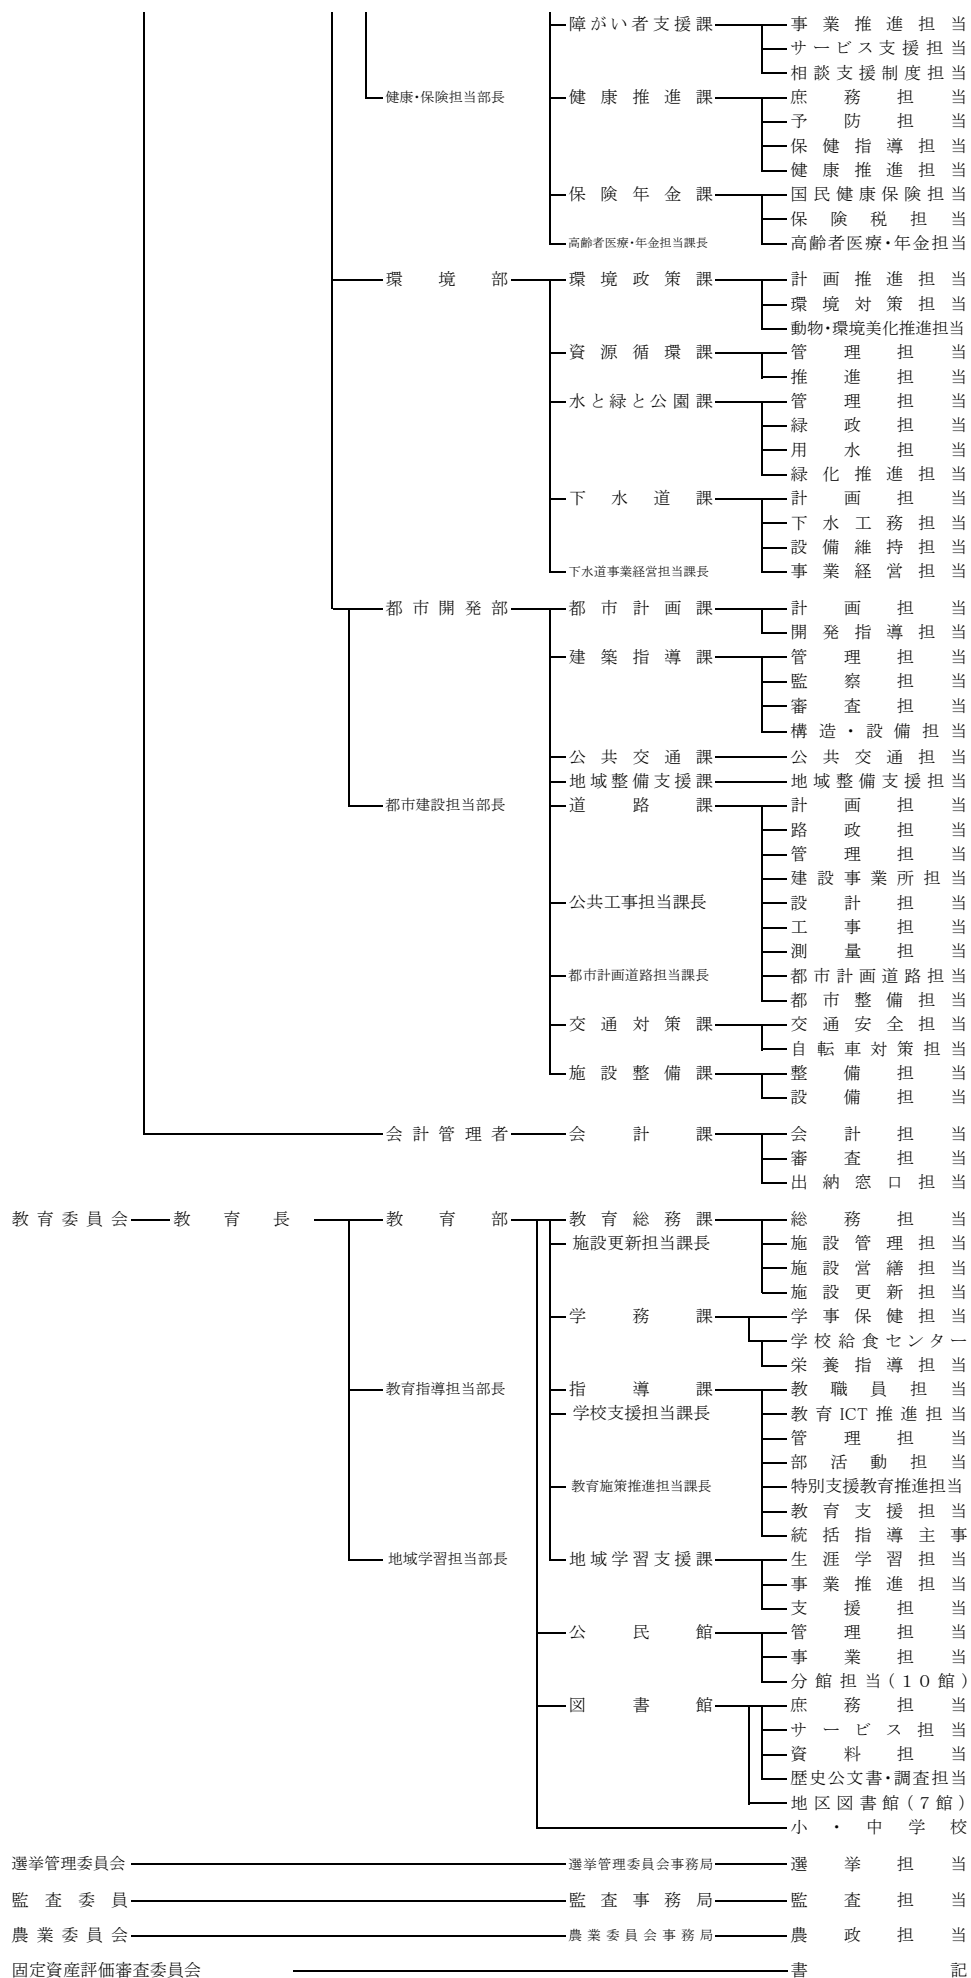 障がい者支援課 事業推進担当
サービス支援担当
相談支援制度担当
健康･保険担当部長 健康推進課 庶務担当
予防担当
保健指導担当
健康推進担当
保険年金課 国民健康保険担当
保険税担当
高齢者医療･年金担当課長 高齢者医療･年金担当
環境部 環境政策課 計画推進担当
環境対策担当
動物･環境美化推進担当
資源循環課 管理担当
推進担当
水と緑と公園課 管理担当
緑政担当
用水担当
緑化推進担当
下水道課 計画担当
下水工務担当
設備維持担当
下水道事業経営担当課長 事業経営担当
都市開発部 都市計画課 計画担当
開発指導担当
建築指導課 管理担当
監察担当
審査担当
構造・設備担当
公共交通課 公共交通担当
地域整備支援課 地域整備支援担当
都市建設担当部長 道路課 計画担当
路政担当
管理担当
建設事業所担当
公共工事担当課長 設計担当
工事担当
測量担当
都市計画道路担当課長 都市計画道路担当
都市整備担当
交通対策課 交通安全担当
自転車対策担当
施設整備課 整備担当
設備担当
会計管理者 会計課 会計担当
審査担当
出納窓口担当
教育委員会 教育長 教育部 教育総務課 総務担当
施設更新担当課長 施設管理担当
施設営繕担当
施設更新担当
学務課 学事保健担当
学校給食センター
栄養指導担当
教育指導担当部長 指導課 教職員担当
学校支援担当課長 教育ICT推進担当
管理担当
部活動担当
教育施策推進担当課長 特別支援教育推進担当
教育支援担当
統括指導主事
地域学習担当部長 地域学習支援課 生涯学習担当
事業推進担当
支援担当
公民館 管理担当
事業担当
分館担当(10館)
図書館 庶務担当
サービス担当
資料担当
歴史公文書･調査担当
地区図書館(7館)
小・中学校
選挙管理委員会 選挙管理委員会事務局 選挙担当
監査委員 監査事務局 監査担当
農業委員会 農業委員会事務局 農政担当
固定資産評価審査委員会 書記